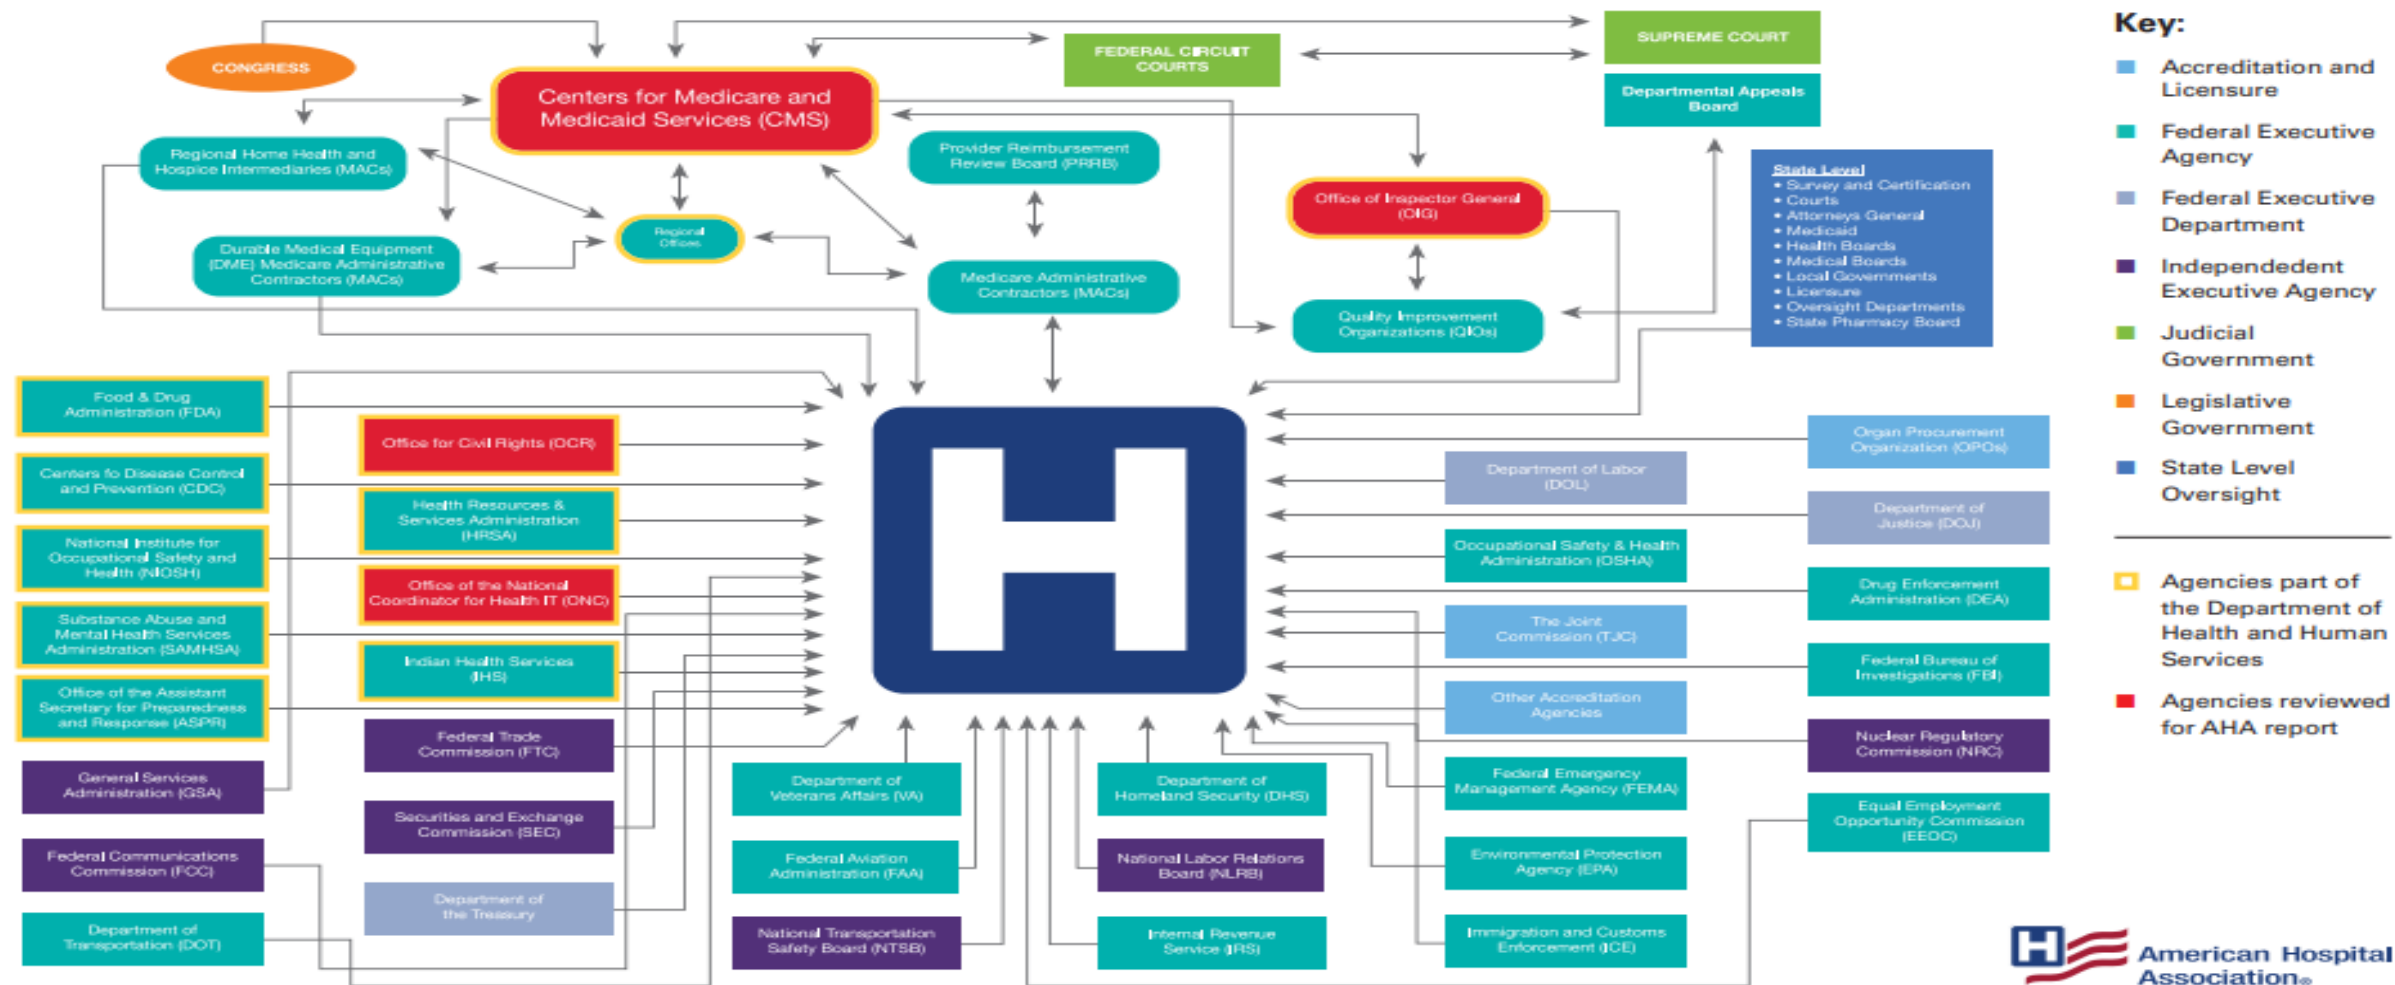 CONGRESS
Centers for Medicare and
Medicaid Services (CMS)
FEDERAL CIRCUIT
COURTS
SUPREME COURT
Departmental Appeals
Board
Regional Home Health and
Hospice Intermediaries (MACs)
Provider Reimbursement
Review Board (PRRB)
Office of Inspector General
(OIG)
State Level
• Survey and Certification
• Courts
• Attorneys General
• Medicaid
• Health Boards
• Medical Boards
• Local Governments
• Licensure
• Oversight Departments
• State Pharmacy Board
Regional
Offices
Durable Medical Equipment
(DME) Medicare Administrative
Contractors (MACs)
Medicare Administrative
Contractors (MACs)
Quality Improvement
Organizations (QIOs)
Food & Drug
Administration (FDA)
Centers fo Disease Control
and Prevention (CDC)
National Institute for
Occupational Safety and
Health (NIOSH)
Substance Abuse and
Mental Health Services
Administration (SAMHSA)
Office of the Assistant
Secretary for Preparedness
and Response (ASPR)
General Services
Administration (GSA)
Federal Communications
Commission (FCC)
Department of
Transportation (DOT)
Office for Civil Rights (OCR)
Health Resources &
Services Administration
(HRSA)
Office of the National
Coordinator for Health IT (ONC)
Indian Health Services
(IHS)
Federal Trade
Commission (FTC)
Securities and Exchange
Commission (SEC)
Department of
the Treasury
H
Department of
Veterans Affairs (VA)
Federal Aviation
Administration (FAA)
National Transportation
Safety Board (NTSB)
Department of
Homeland Security (DHS)
National Labor Relations
Board (NLRB)
Internal Revenue
Service (IRS)
Department of Labor
(DOL)
Occupational Safety & Health
Administration (OSHA)
The Joint
Commission (TJC)
Other Accreditation
Agencies
Federal Emergency
Management Agency (FEMA)
Environmental Protection
Agency (EPA)
Immigration and Customs
Enforcement (ICE)
Organ Procurement
Organization (OPOs)
Department of
Justice (DOJ)
Drug Enforcement
Administration (DEA)
Federal Bureau of
Investigations (FBI)
Nuclear Regulatory
Commission (NRC)
Equal Employment
Opportunity Commission
(EEOC)
Key:
Accreditation and
Licensure
Federal Executive
Agency
Federal Executive
Department
Independedent
Executive Agency
Judicial
Government
Legislative
Government
State Level
Oversight
Agencies part of
the Department of
Health and Human
Services
Agencies reviewed
for AHA report
H
American Hospital
Association®